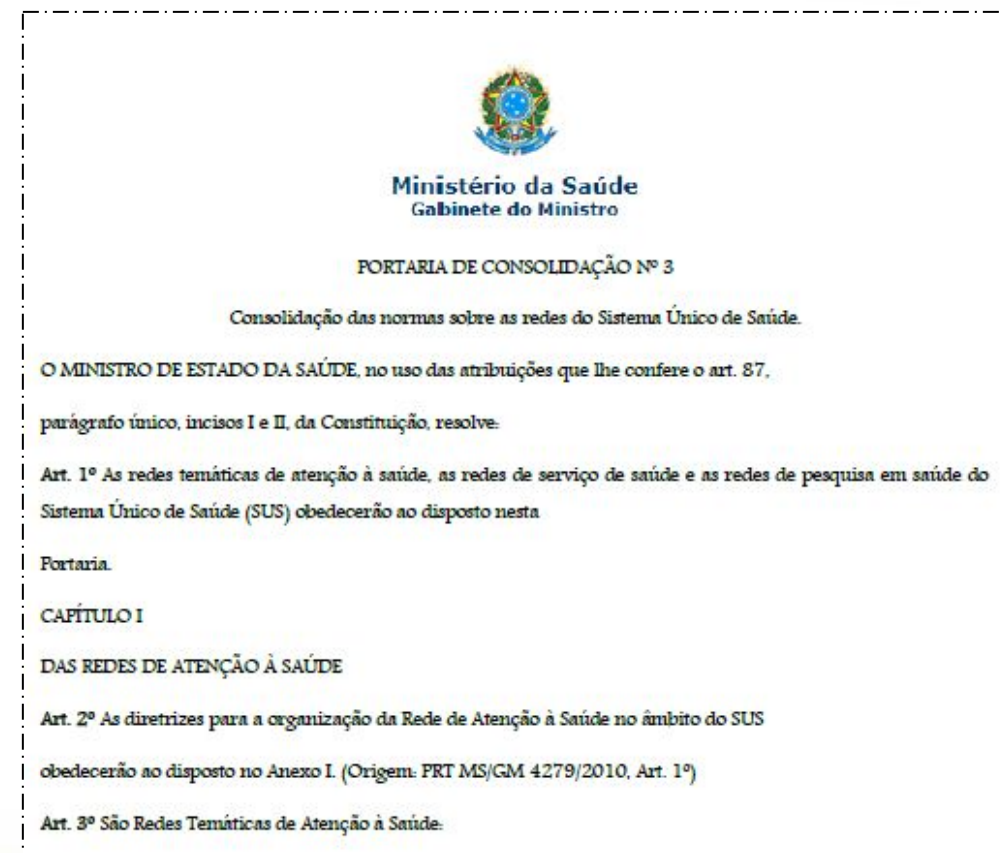 Ministério da Saúde
Gabinete do Ministro
PORTARIA DE CONSOLIDAÇÃO Nº 3
Consolidação das normas sobre as redes do Sistema Único de Saúde.
O MINISTRO DE ESTADO DA SAÚDE, no uso das atribuições que lhe confere o art. 87,
parágrafo único, incisos I e II, da Constituição, resolve:
Art. 1º As redes temáticas de atenção à saúde, as redes de serviço de saúde e as redes de pesquisa em saúde do
Sistema Único de Saúde (SUS) obedecerão ao disposto nesta
Portaria.
CAPÍTULO I
DAS REDES DE ATENÇÃO À SAÚDE
Art. 2º As diretrizes para a organização da Rede de Atenção à Saúde no âmbito do SUS
obedecerão ao disposto no Anexo I. (Origem: PRT MS/GM 4279/2010, Art. 1º)
Art. 3º São Redes Temáticas de Atenção à Saúde: